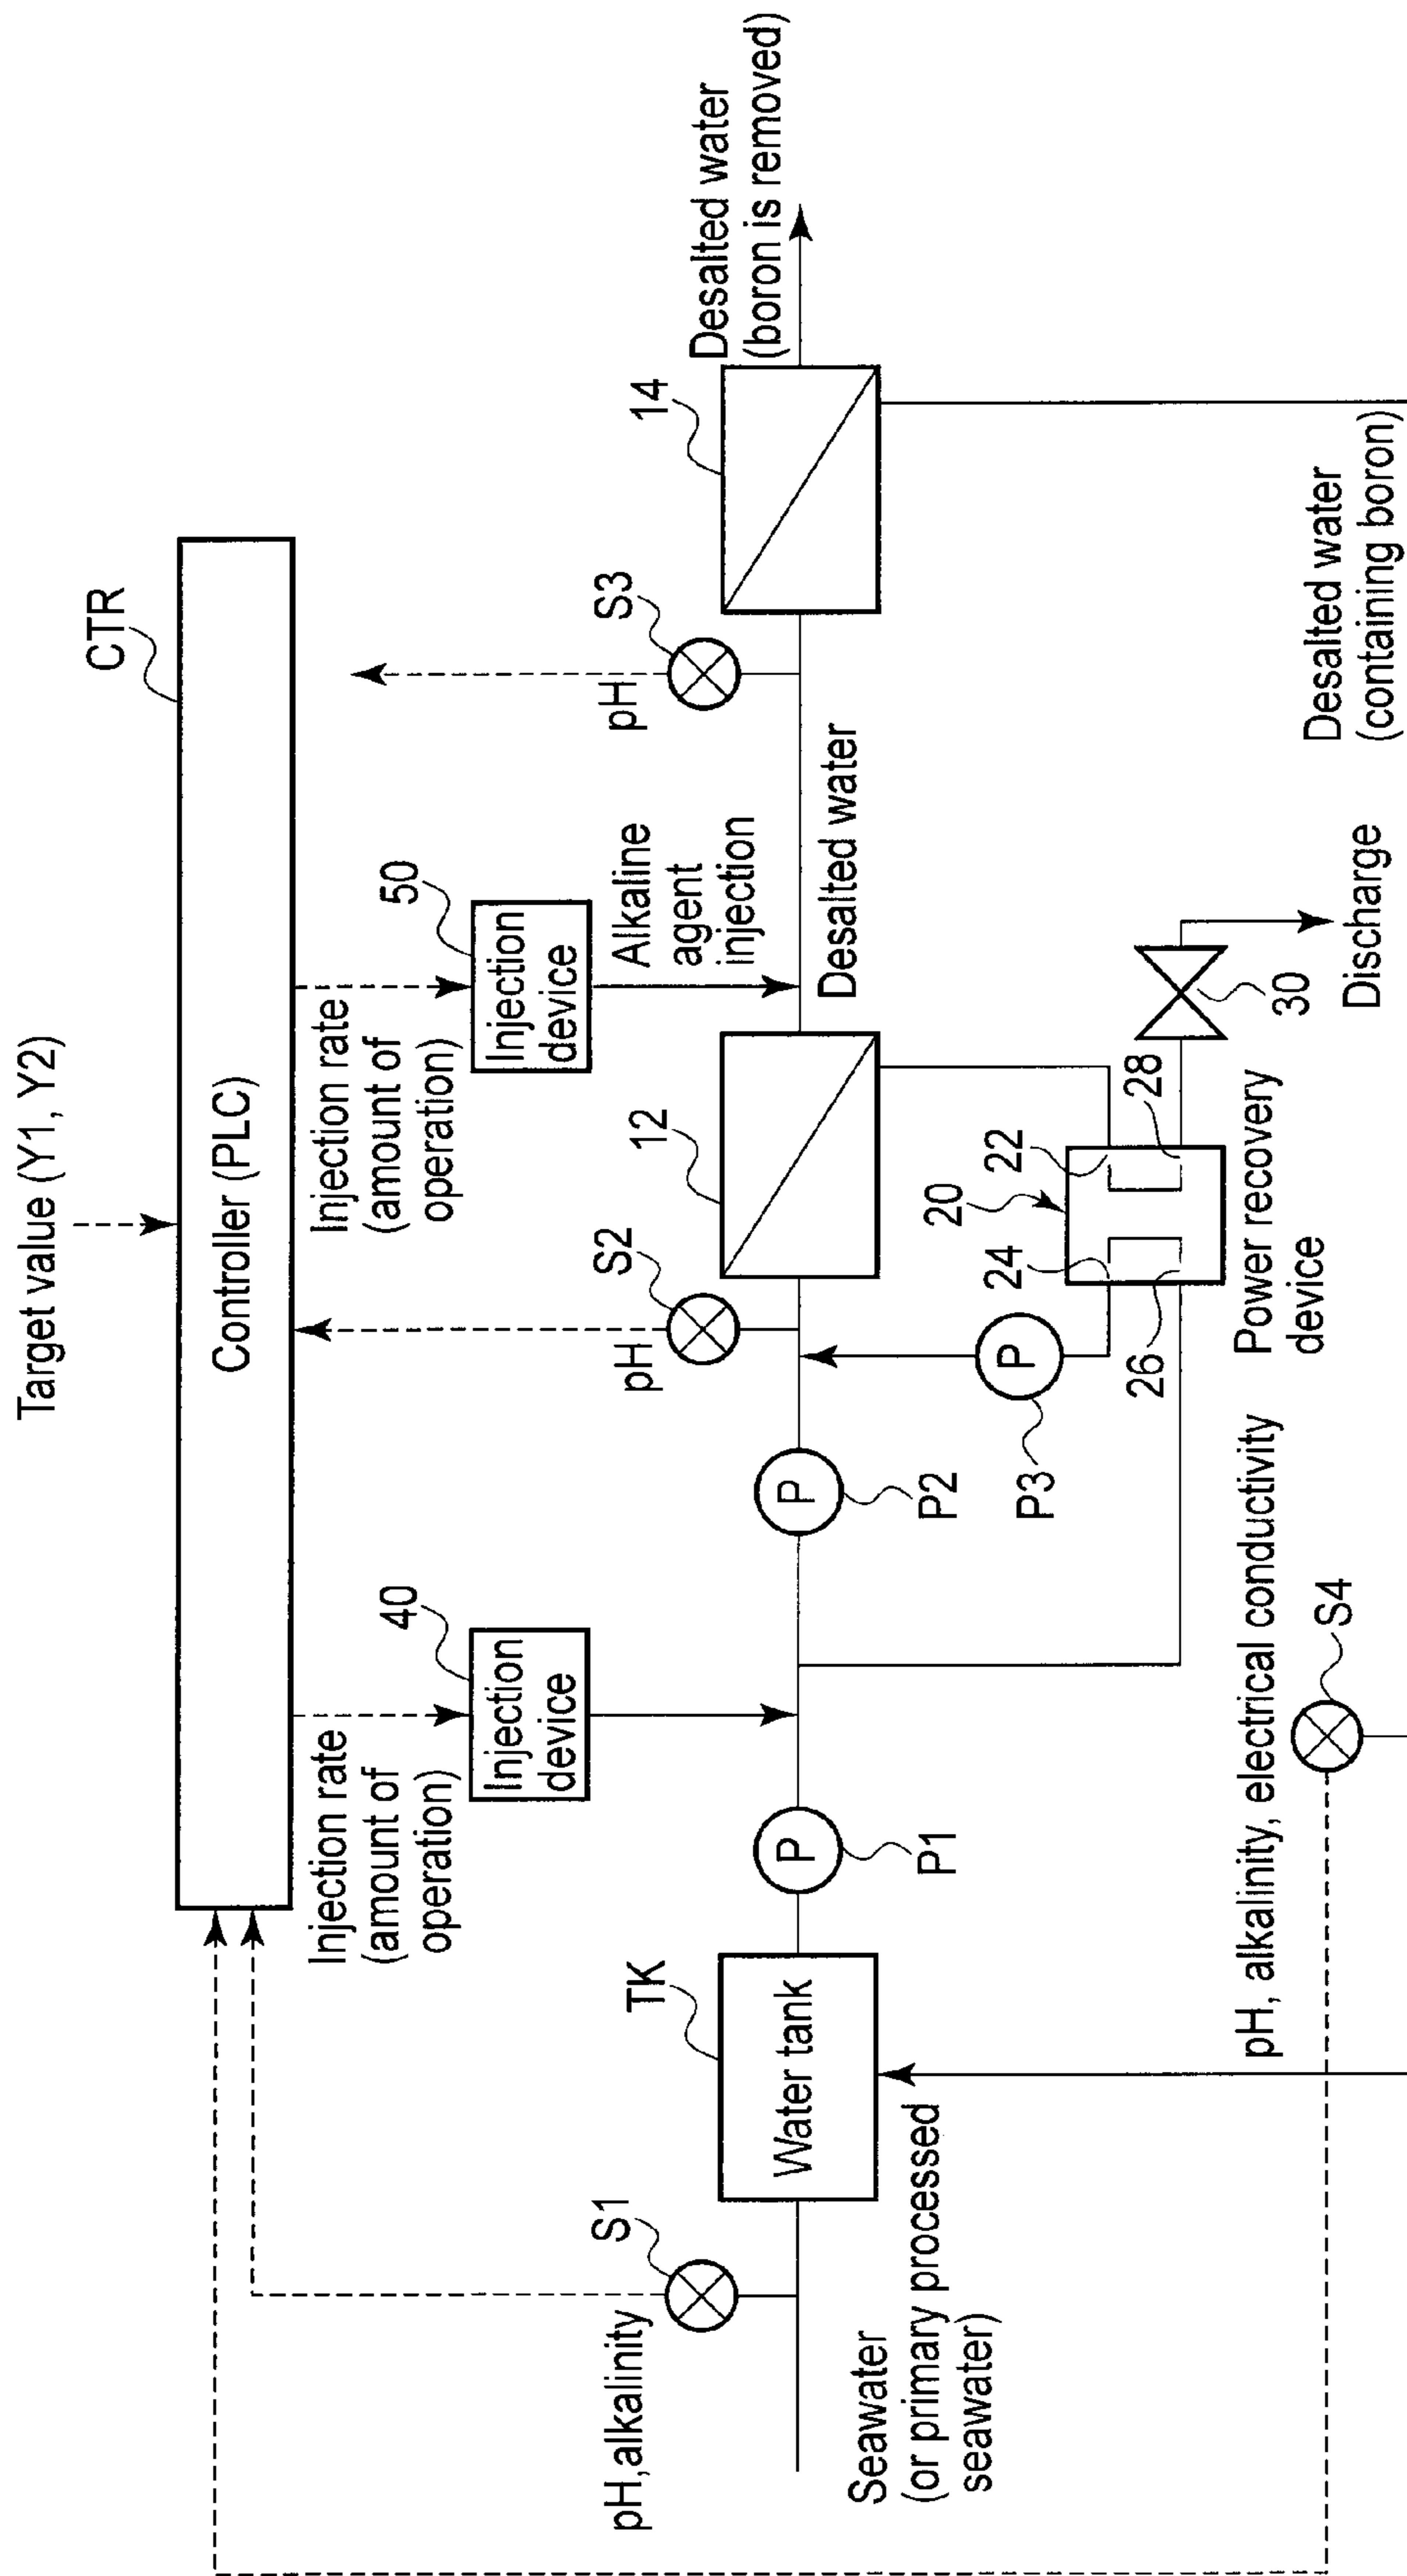 Target value (Y1, Y2)
CTR
Controller (PLC)
Injection rate
(amount of
operation)
Injection rate
(amount of
operation)
40
Injection
device
50
Injection
device
Alkaline
agent
injection
pH,alkalinity
S1
TK
Water tank
Seawater
(or primary processed
seawater)
P
P1
P
P2
pH
S2
12
Desalted water
pH
S3
14
Desalted water
(boron is removed)
P
P3
20
24
22
26
28
Power recovery
device
30
Discharge
pH, alkalinity, electrical conductivity
S4
Desalted water
(containing boron)